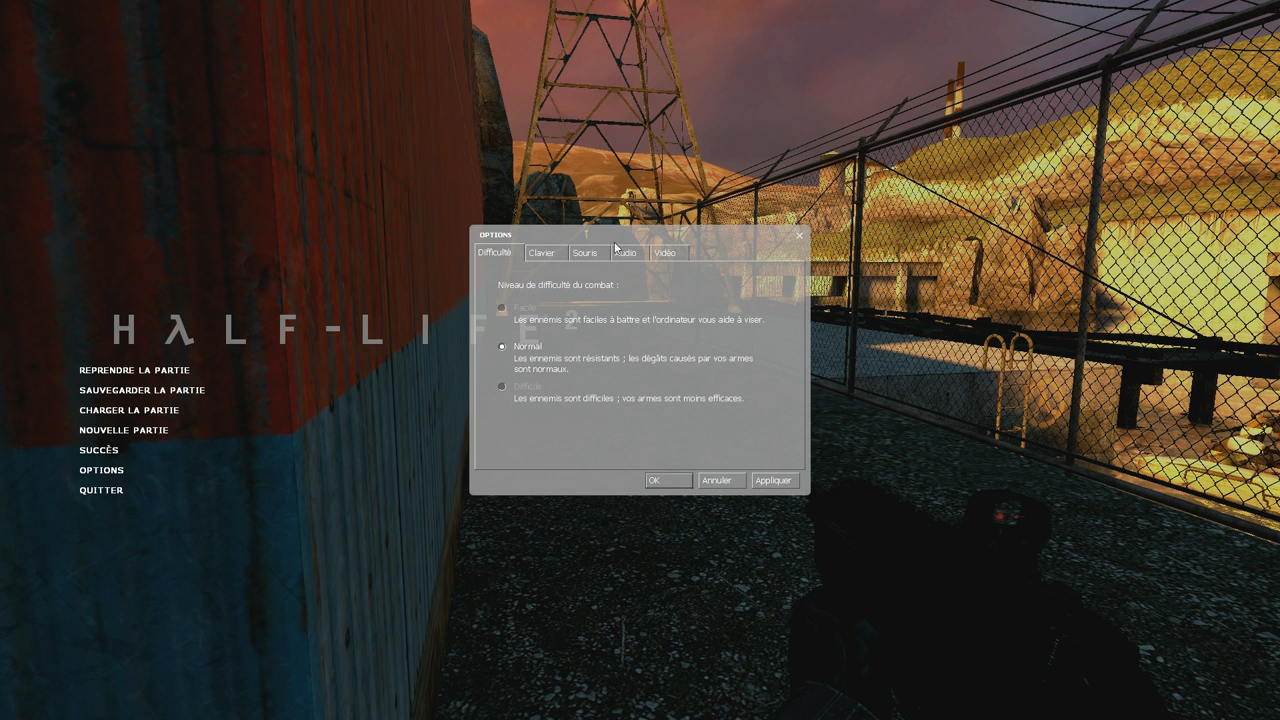 OPTIONS
Difficulté Clavier Souris Audio Vidéo
Niveau de difficulté du combat :
Facile
Les ennemis sont faciles à battre et l'ordinateur vous aide à viser.
HλLF-LIFE²
Normal
Les ennemis sont résistants ; les dégâts causés par vos armes
sont normaux.
Difficile
Les ennemis sont difficiles ; vos armes sont moins efficaces.
OK Annuler Appliquer
REPRENDRE LA PARTIE
SAUVEGARDER LA PARTIE
CHARGER LA PARTIE
NOUVELLE PARTIE
SUCCÈS
OPTIONS
QUITTER